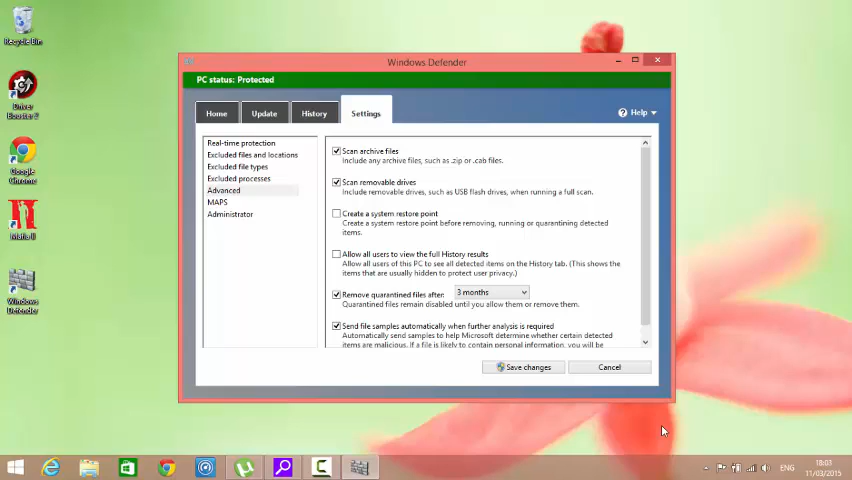 Windows Defender
PC status: Protected
Home
Update
History
Settings
Help
Real-time protection
Excluded files and locations
Excluded file types
Excluded processes
Advanced
MAPS
Administrator
Scan archive files
Include any archive files, such as .zip or .cab files.
Scan removable drives
Include removable drives, such as USB flash drives, when running a full scan.
Create a system restore point
Create a system restore point before removing, running or quarantining detected
items.
Allow all users to view the full History results
Allow all users of this PC to see all detected items on the History tab. (This shows the
items that are usually hidden to protect user privacy.)
Remove quarantined files after:
3 months
Quarantined files remain disabled until you allow them or remove them.
Send file samples automatically when further analysis is required
Automatically send samples to help Microsoft determine whether certain detected
items are malicious. If a file is likely to contain personal information, you will be
Save changes
Cancel
Recycle Bin
Driver
Booster 2
Google
Chrome
Mafia II
Windows
Defender
ENG
18:03
11/03/2015